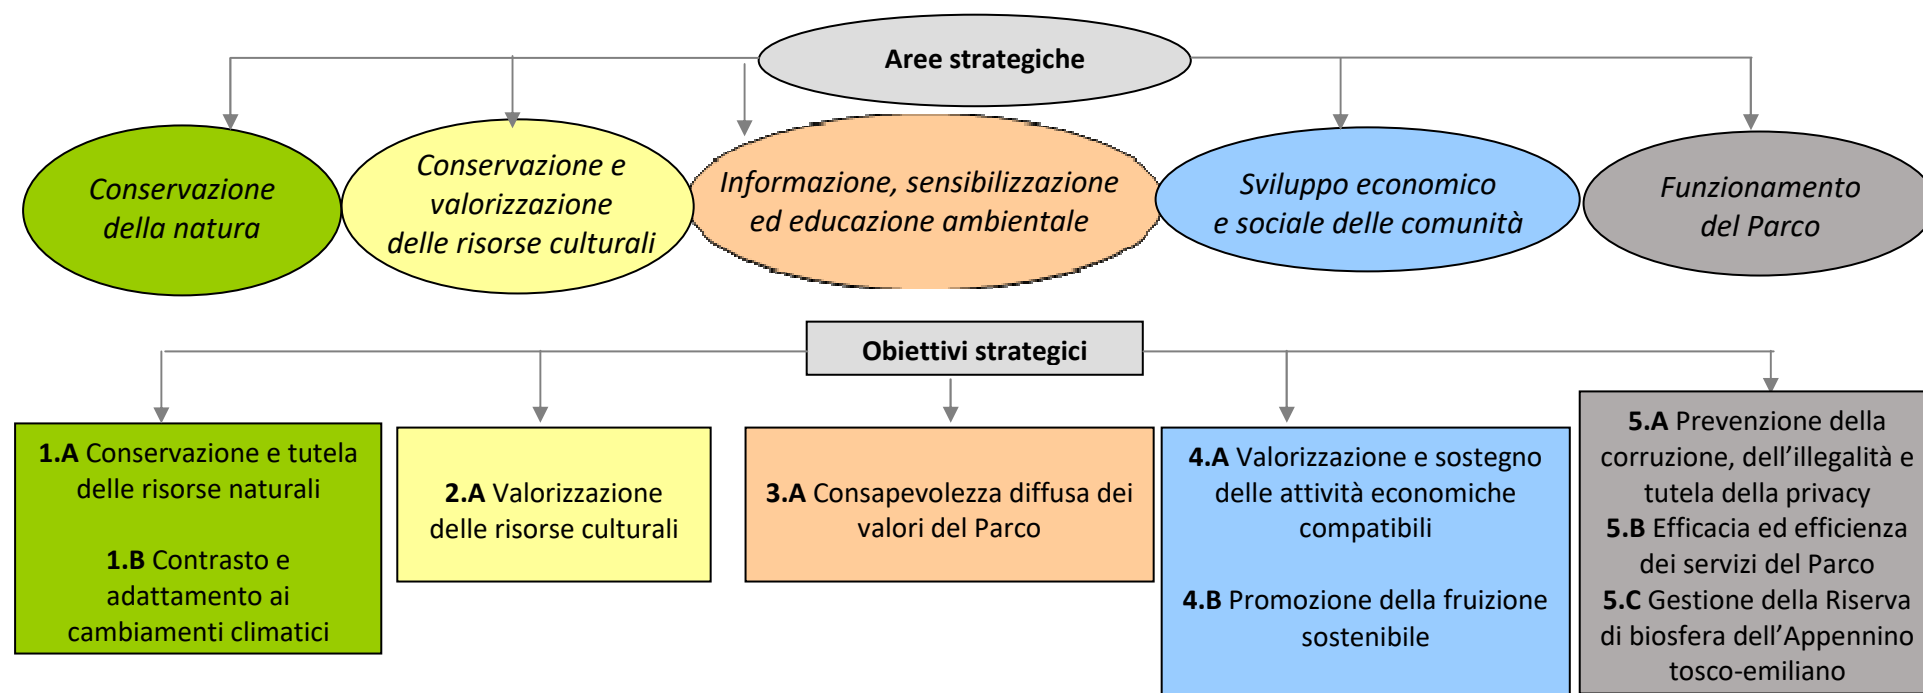 Aree strategiche
Conservazione
della natura
Conservazione e
valorizzazione
delle risorse culturali
Informazione, sensibilizzazione
ed educazione ambientale
Sviluppo economico
e sociale delle comunità
Funzionamento
del Parco
Obiettivi strategici
1.A Conservazione e tutela
delle risorse naturali
1.B Contrasto e
adattamento ai
cambiamenti climatici
2.A Valorizzazione
delle risorse culturali
3.A Consapevolezza diffusa dei
valori del Parco
4.A Valorizzazione e sostegno
delle attività economiche
compatibili
4.B Promozione della fruizione
sostenibile
5.A Prevenzione della
corruzione, dell’illegalità e
tutela della privacy
5.B Efficacia ed efficienza
dei servizi del Parco
5.C Gestione della Riserva
di biosfera dell’Appennino
tosco-emiliano